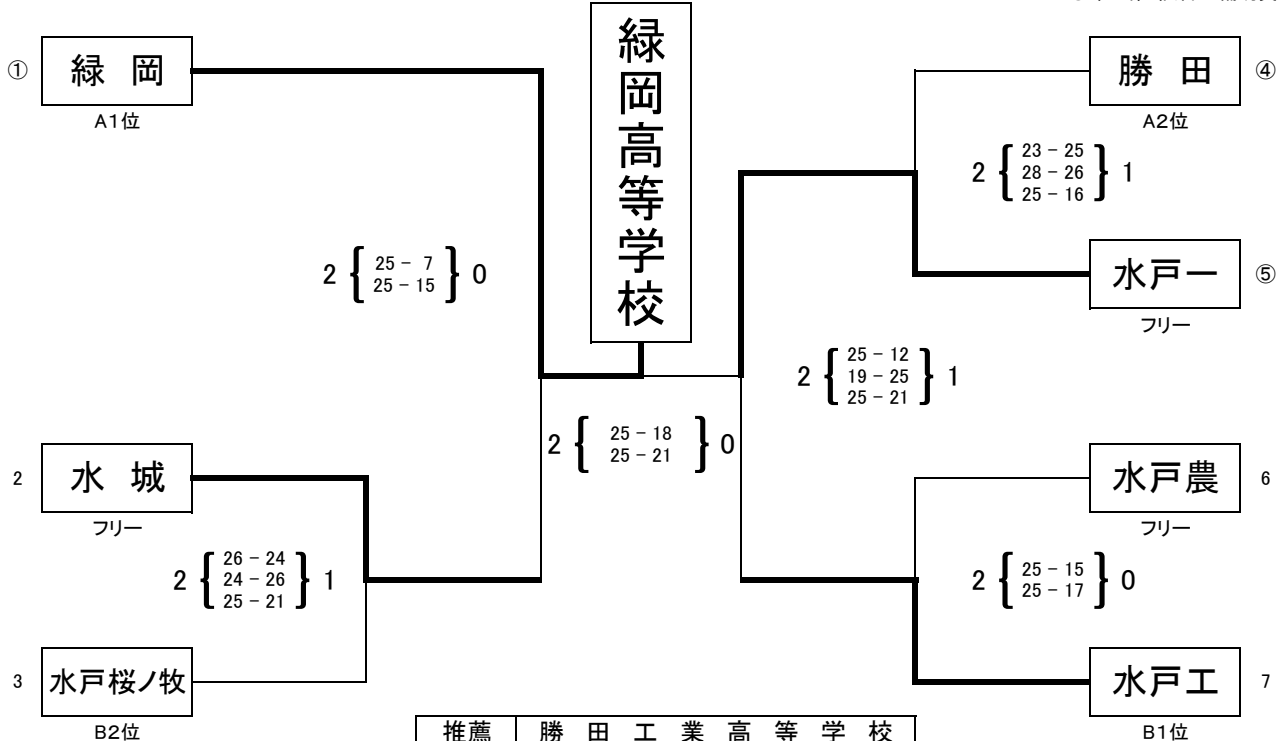 緑岡高等学校
① 緑 岡
A1位
勝 田 ④
A2位
2 { 23 - 25
28 - 26
25 - 16 } 1
水戸一 ⑤
フリー
2 { 25 - 7
25 - 15 } 0
2 { 25 - 12
19 - 25
25 - 21 } 1
2 { 25 - 18
25 - 21 } 0
2 水 城
フリー
水戸農 6
フリー
2 { 26 - 24
24 - 26
25 - 21 } 1
2 { 25 - 15
25 - 17 } 0
3 水戸桜ノ牧
B2位
水戸工 7
B1位
推薦 勝田工業高等学校